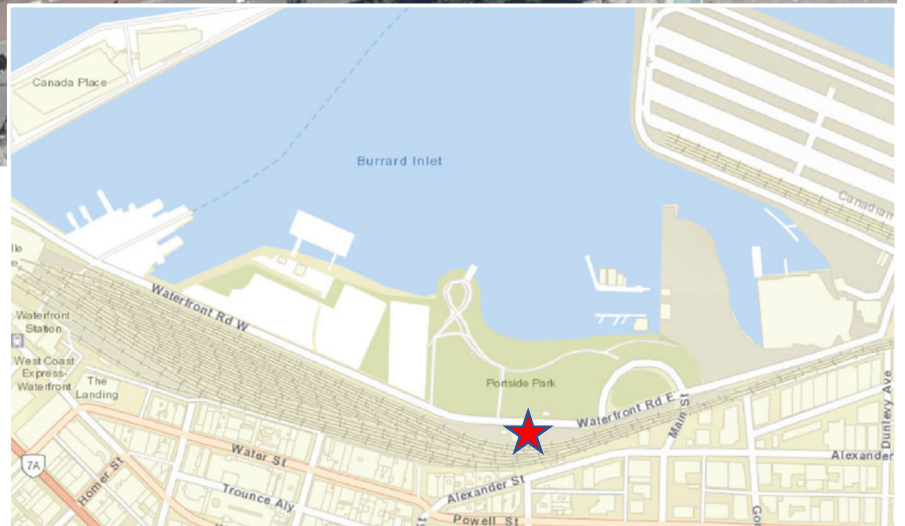 Canada Place
Burrard Inlet
Canadian
Waterfront Rd W
Waterfront
Station
West Coast
Express-
Waterfront
The
Landing
Portside Park
Waterfront Rd E
Main St
Dunlevy Ave
7A
Homer St
Water St
Trounce Aly
Alexander St
Alexander
Powell St